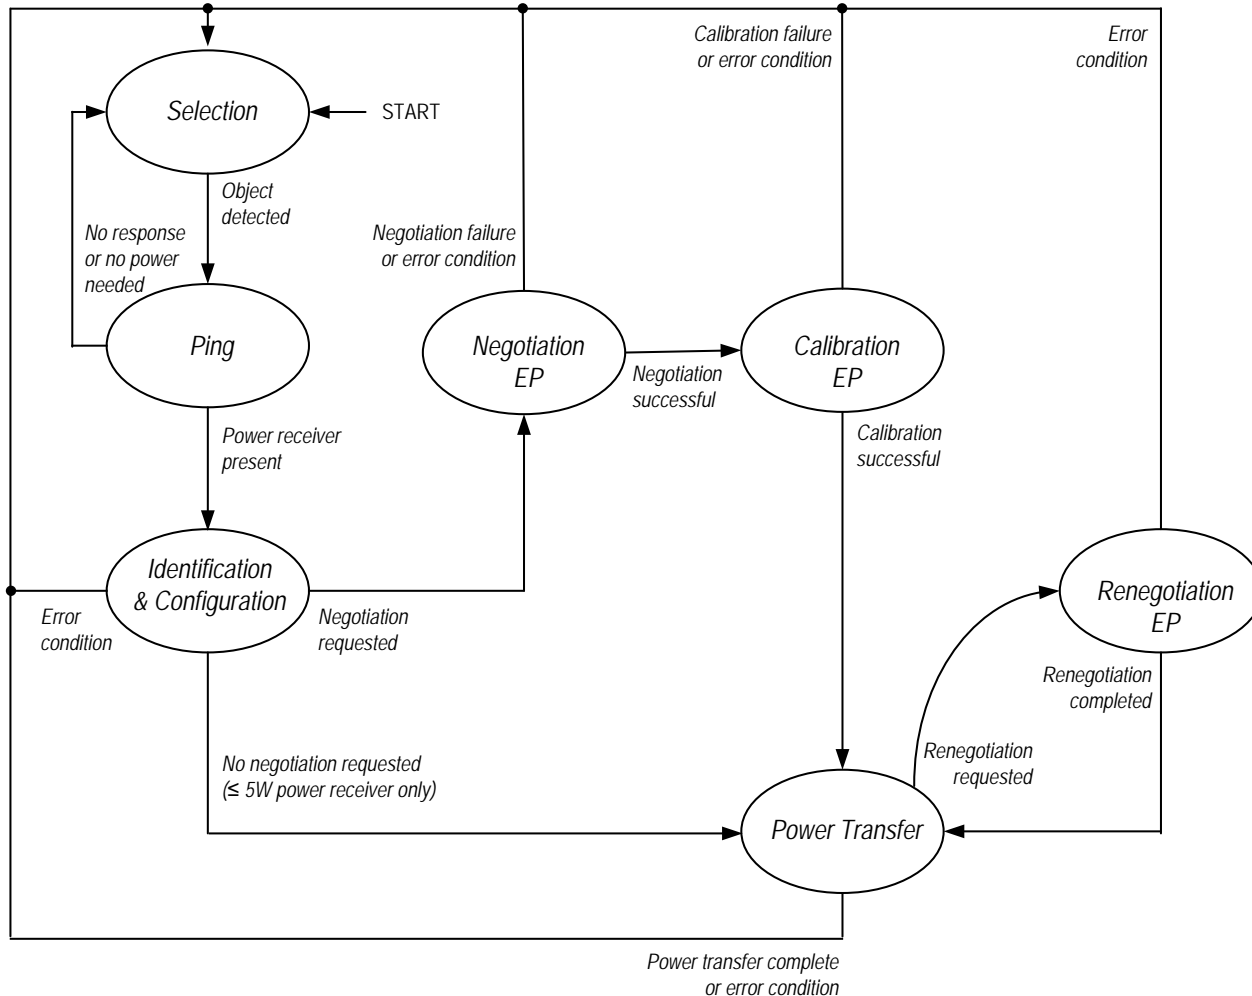 Calibration failure
or error condition
Error
condition
Selection
START
Object
detected
No response
or no power
needed
Negotiation failure
or error condition
Ping
Negotiation
EP
Negotiation
successful
Calibration
EP
Power receiver
present
Calibration
successful
Identification
& Configuration
Error
condition
Negotiation
requested
Renegotiation
EP
Renegotiation
completed
No negotiation requested
(≤ 5W power receiver only)
Renegotiation
requested
Power Transfer
Power transfer complete
or error condition